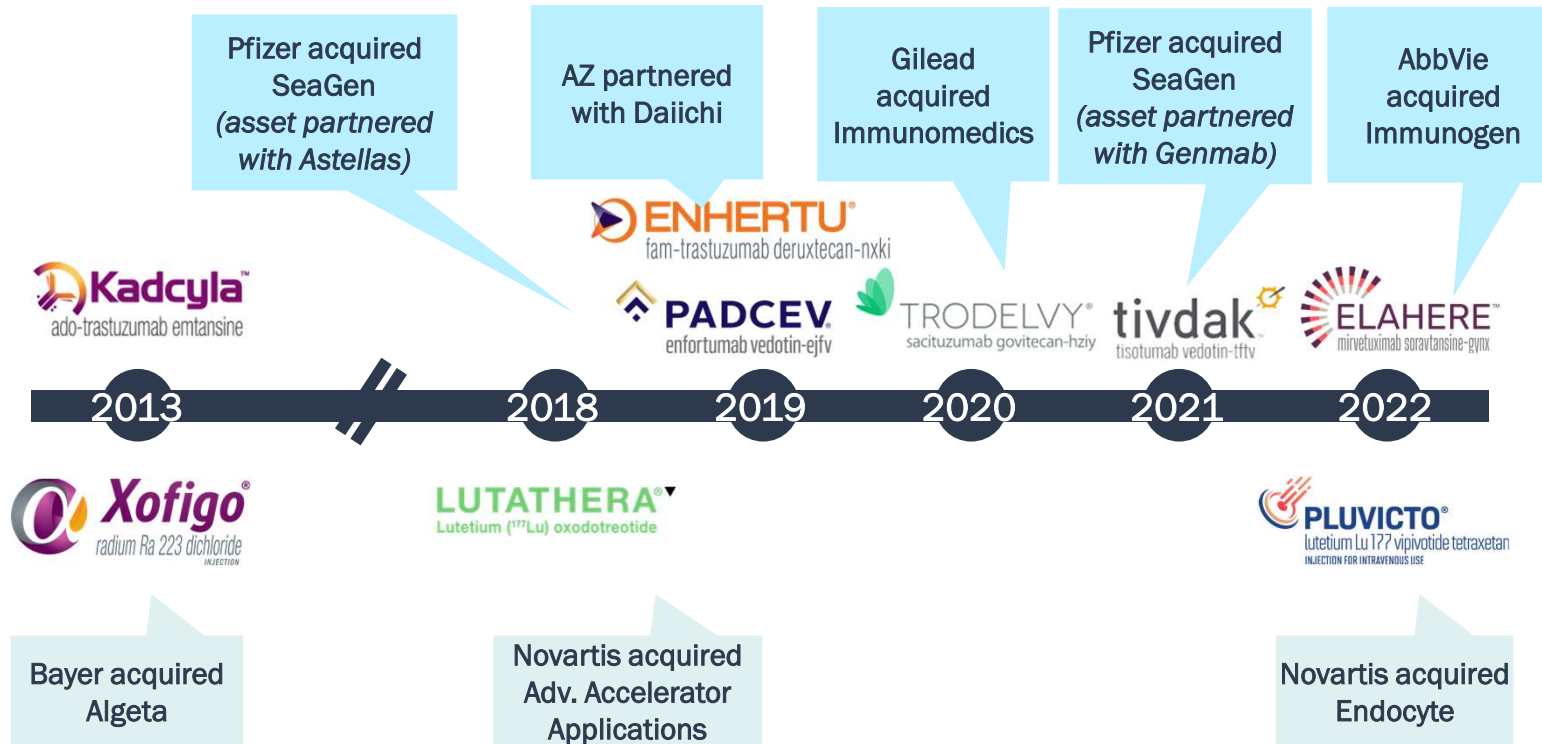 Pfizer acquired
SeaGen
(asset partnered
with Astellas)
AZ partnered
with Daiichi
Gilead
acquired
Immunomedics
Pfizer acquired
SeaGen
(asset partnered
with Genmab)
AbbVie
acquired
Immunogen
Kadcyla™
ado-trastuzumab emtansine
ENHERTU®
fam-trastuzumab deruxtecan-nxki
PADCEV®
enfortumab vedotin-ejfv
TRODELVY®
sacituzumab govitecan-hziy
tivdak™
tisotumab vedotin-tftv
ELAHERE™
mirvetuximab soravtansine-gynx
2013
2018
2019
2020
2021
2022
Xofigo®
radium Ra 223 dichloride
INJECTION
LUTATHERA®▼
Lutetium (¹⁷⁷Lu) oxodotreotide
PLUVICTO®
lutetium Lu 177 vipivotide tetraxetan
INJECTION FOR INTRAVENOUS USE
Bayer acquired
Algeta
Novartis acquired
Adv. Accelerator
Applications
Novartis acquired
Endocyte